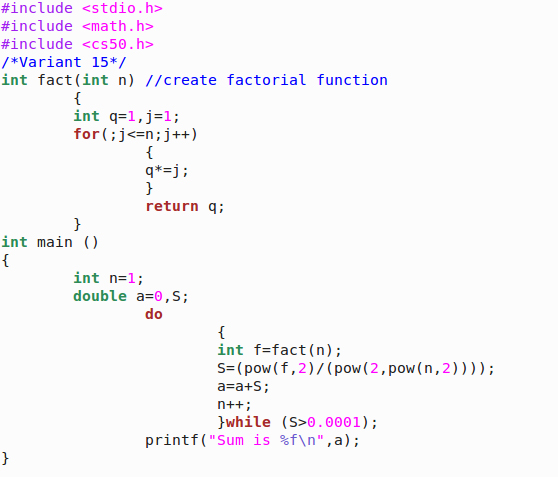 #include <stdio.h>
#include <math.h>
#include <cs50.h>
/*Variant 15*/
int fact(int n) //create factorial function
{
int q=1,j=1;
for(;j<=n;j++)
{
q*=j;
}
return q;
}
int main ()
{
int n=1;
double a=0,S;
do
{
int f=fact(n);
S=(pow(f,2)/(pow(2,pow(n,2))));
a=a+S;
n++;
}while (S>0.0001);
printf("Sum is %f\n",a);
}